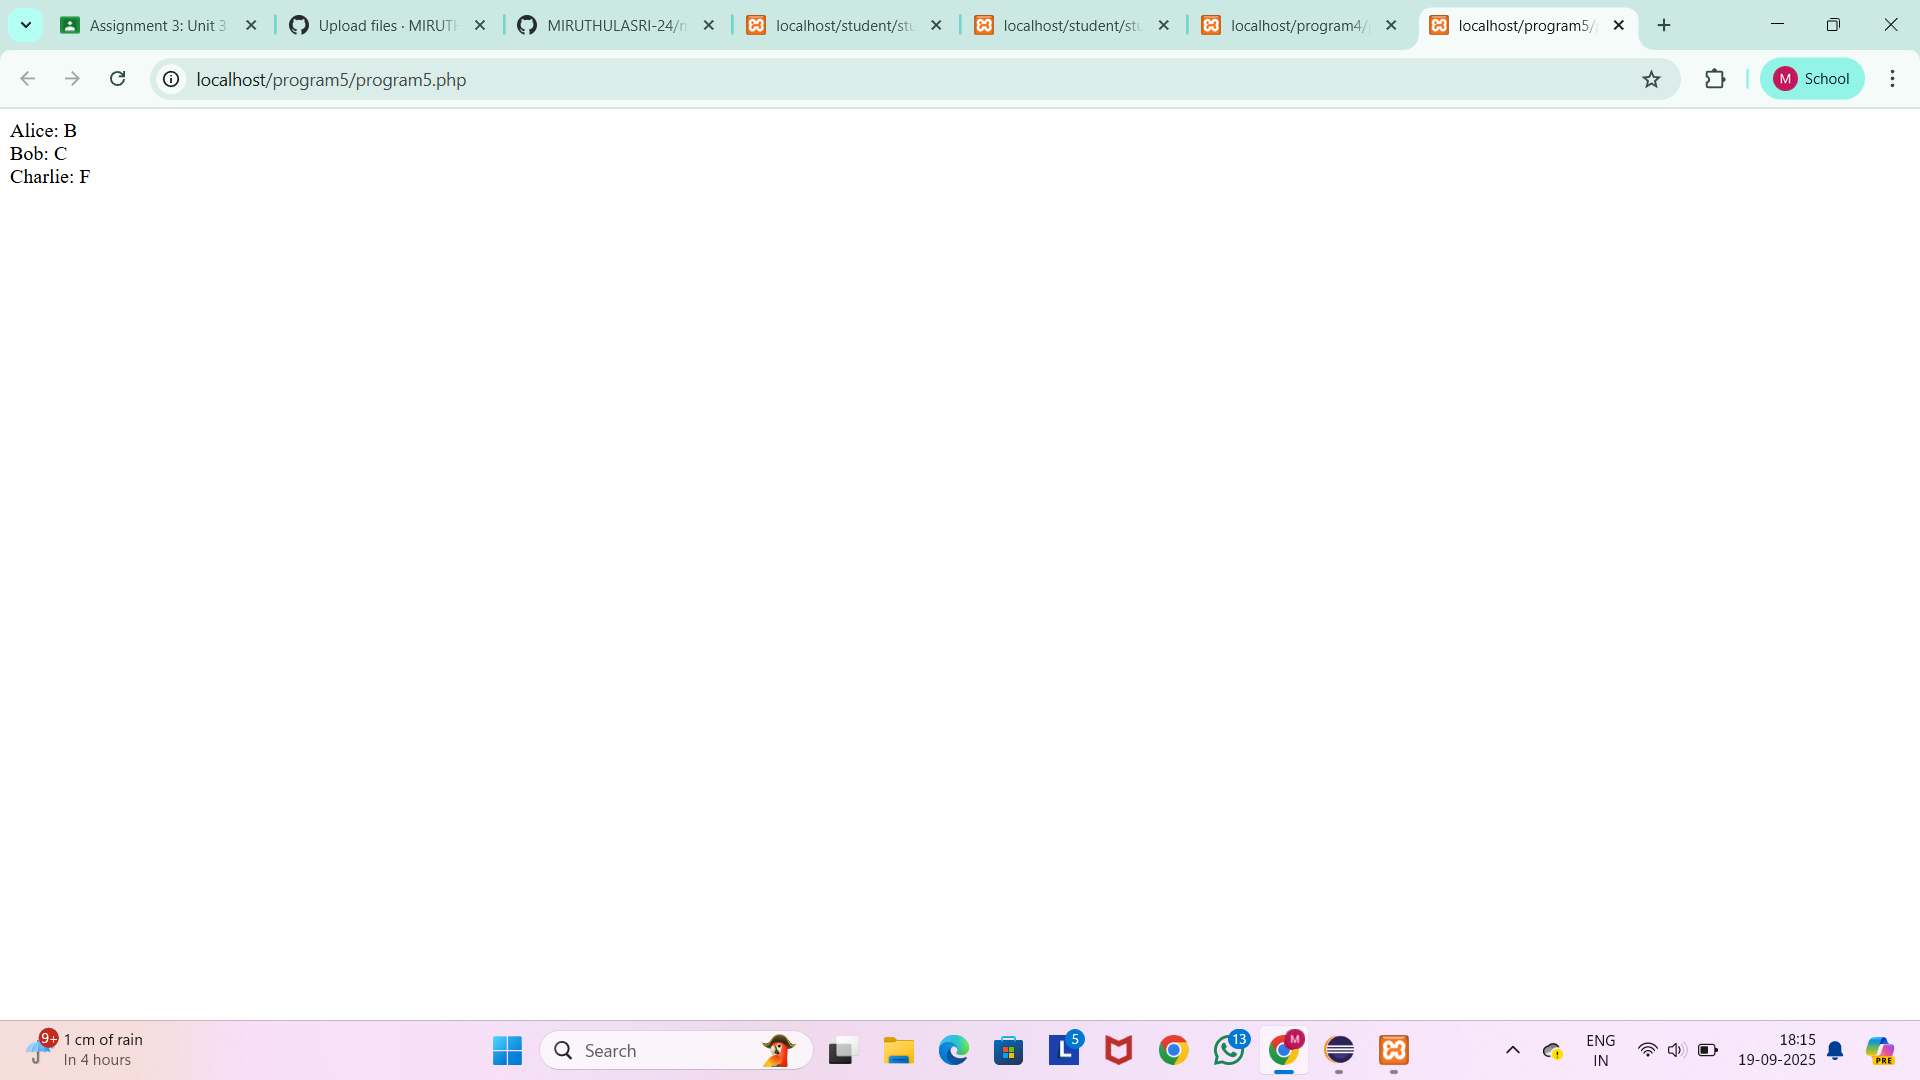 Assignment 3: Unit 3
Upload files · MIRUTH
MIRUTHULASRI-24/m
localhost/student/stu
localhost/student/stu
localhost/program4/
localhost/program5/
localhost/program5/program5.php
M
School
Alice: B
Bob: C
Charlie: F
9+
1 cm of rain
In 4 hours
Search
L
5
13
M
ENG
IN
18:15
19-09-2025
PRE